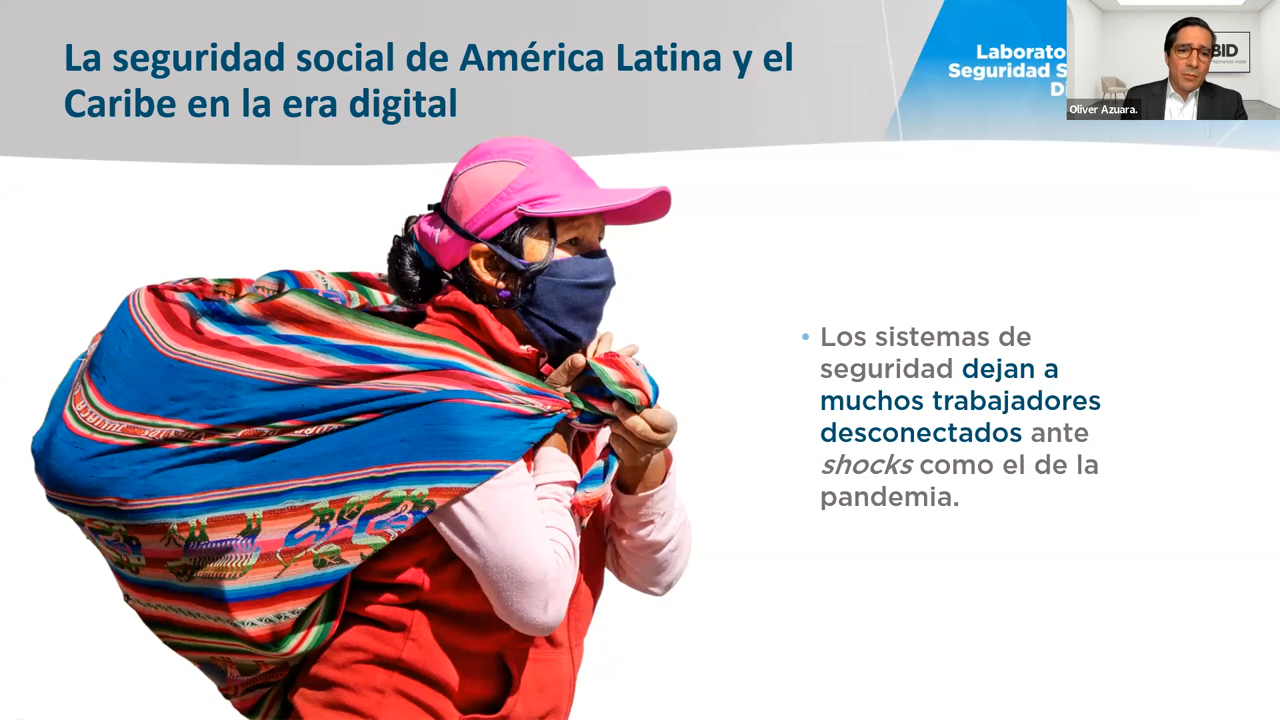 La seguridad social de América Latina y el
Caribe en la era digital
Laborato
Seguridad S
D
BID
Oliver Azuara.
• Los sistemas de
seguridad dejan a
muchos trabajadores
desconectados ante
shocks como el de la
pandemia.